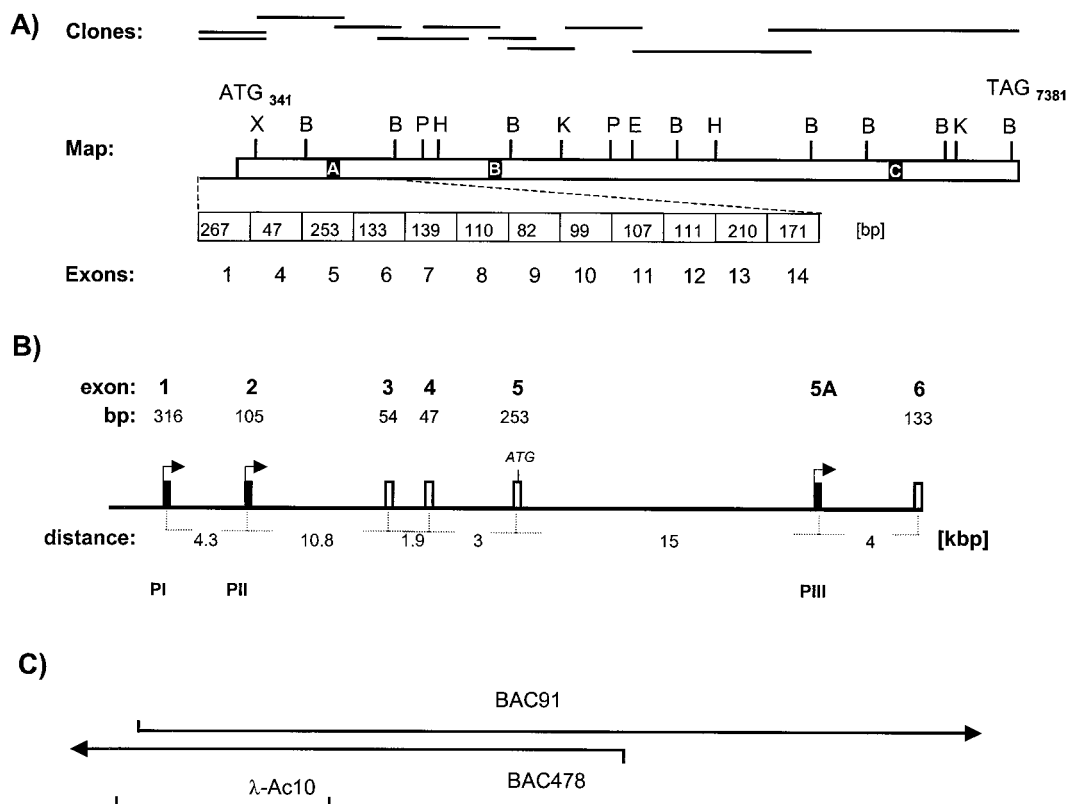 A)
Clones:
ATG 341
TAG 7381
X B B P H B K P E B H B B B K B
Map:
A B C
267 47 253 133 139 110 82 99 107 111 210 171 [bp]
Exons: 1 4 5 6 7 8 9 10 11 12 13 14
B)
exon: 1 2 3 4 5 5A 6
bp: 316 105 54 47 253 133
ATG
distance: 4.3 10.8 1.9 3 15 4 [kbp]
PI PII PIII
C)
BAC91
BAC478
λ-Ac10